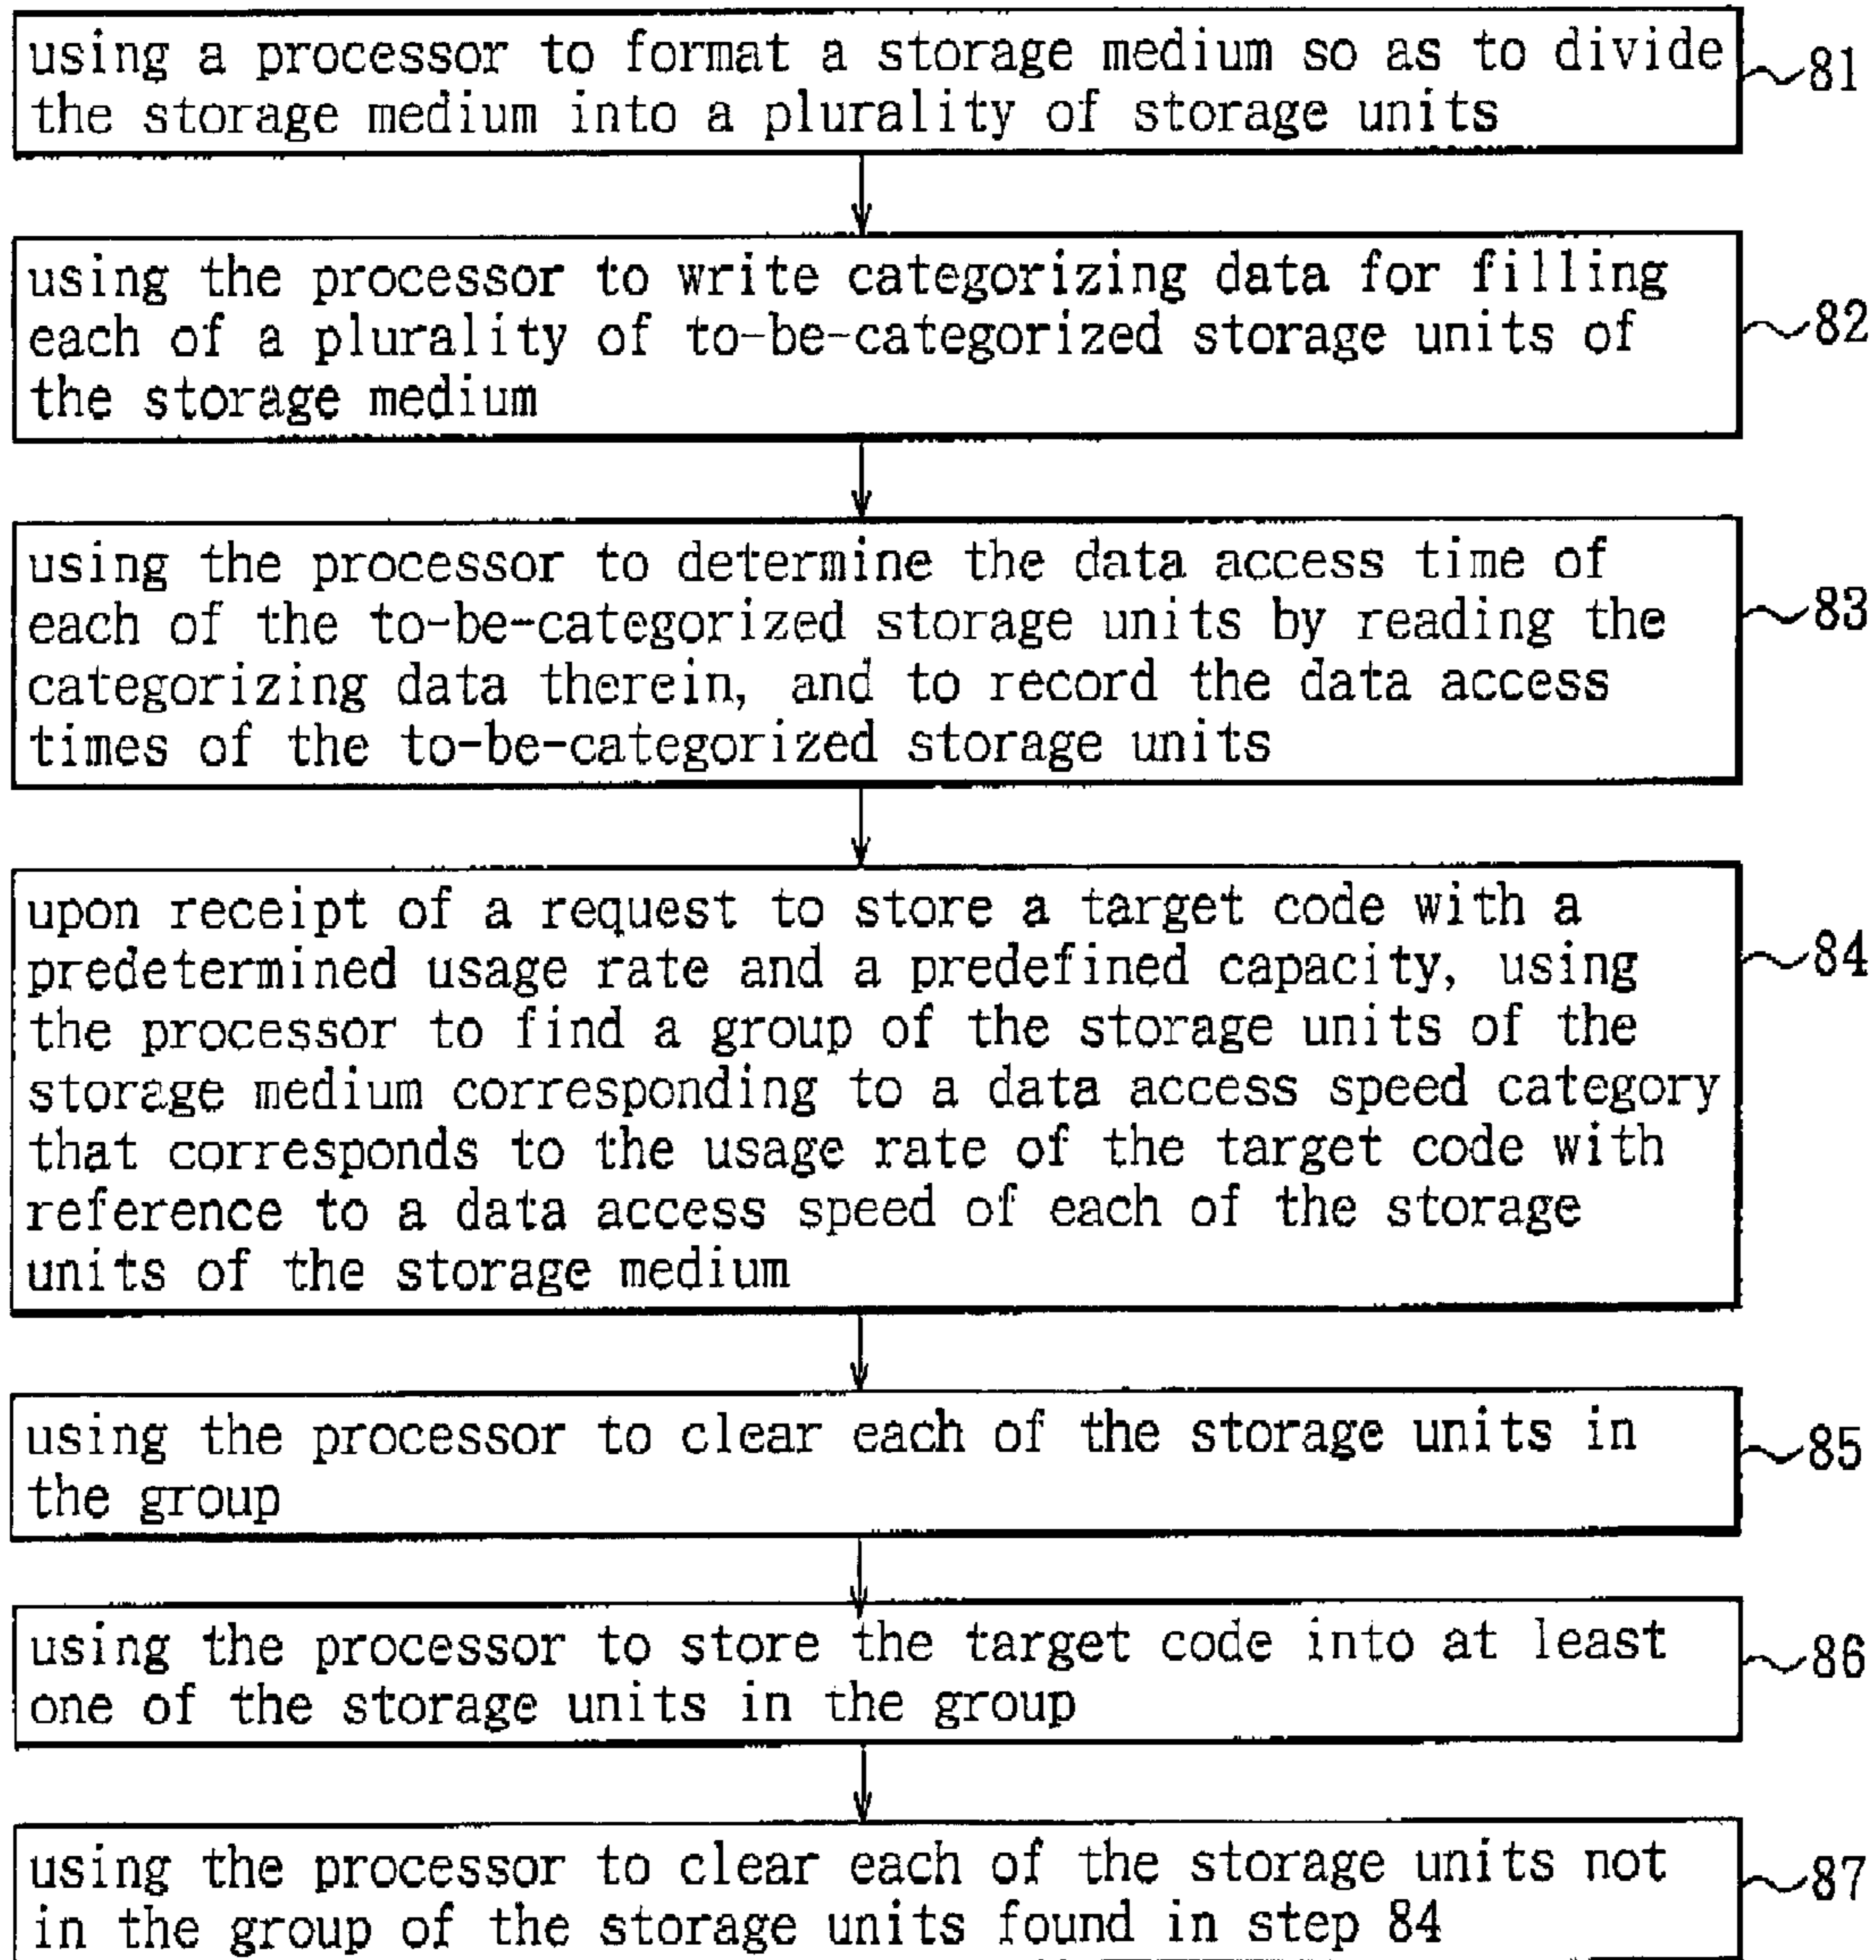 using a processor to format a storage medium so as to divide
the storage medium into a plurality of storage units
81
using the processor to write categorizing data for filling
each of a plurality of to-be-categorized storage units of
the storage medium
82
using the processor to determine the data access time of
each of the to-be-categorized storage units by reading the
categorizing data therein, and to record the data access
times of the to-be-categorized storage units
83
upon receipt of a request to store a target code with a
predetermined usage rate and a predefined capacity, using
the processor to find a group of the storage units of the
storage medium corresponding to a data access speed category
that corresponds to the usage rate of the target code with
reference to a data access speed of each of the storage
units of the storage medium
84
using the processor to clear each of the storage units in
the group
85
using the processor to store the target code into at least
one of the storage units in the group
86
using the processor to clear each of the storage units not
in the group of the storage units found in step 84
87